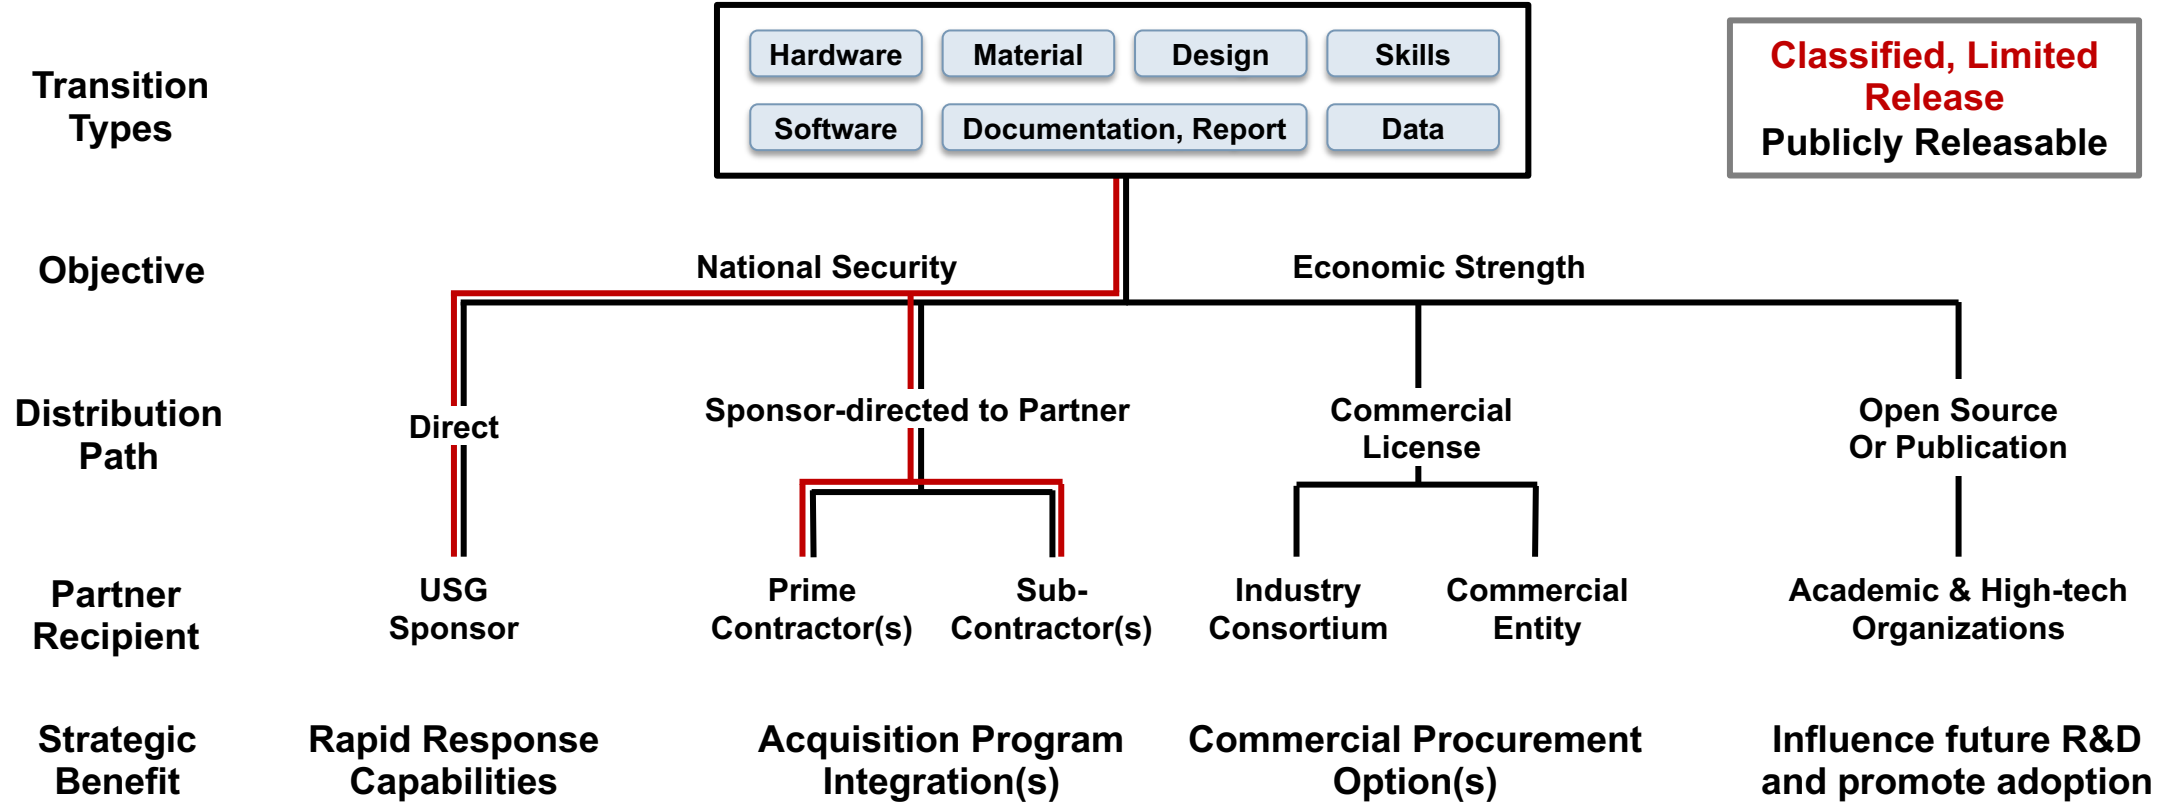 Transition
Types
Hardware
Material
Design
Skills
Software
Documentation, Report
Data
Classified, Limited
Release
Publicly Releasable
Objective
National Security
Economic Strength
Distribution
Path
Direct
Sponsor-directed to Partner
Commercial
License
Open Source
Or Publication
Partner
Recipient
USG
Sponsor
Prime
Contractor(s)
Sub-
Contractor(s)
Industry
Consortium
Commercial
Entity
Academic & High-tech
Organizations
Strategic
Benefit
Rapid Response
Capabilities
Acquisition Program
Integration(s)
Commercial Procurement
Option(s)
Influence future R&D
and promote adoption